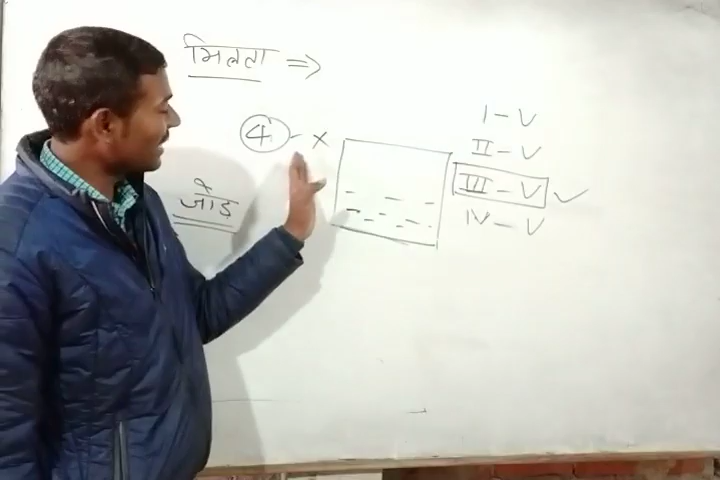 मिलता ⇒
4 - x
जोड़
I - V
II - V
III - V ✓
IV - V